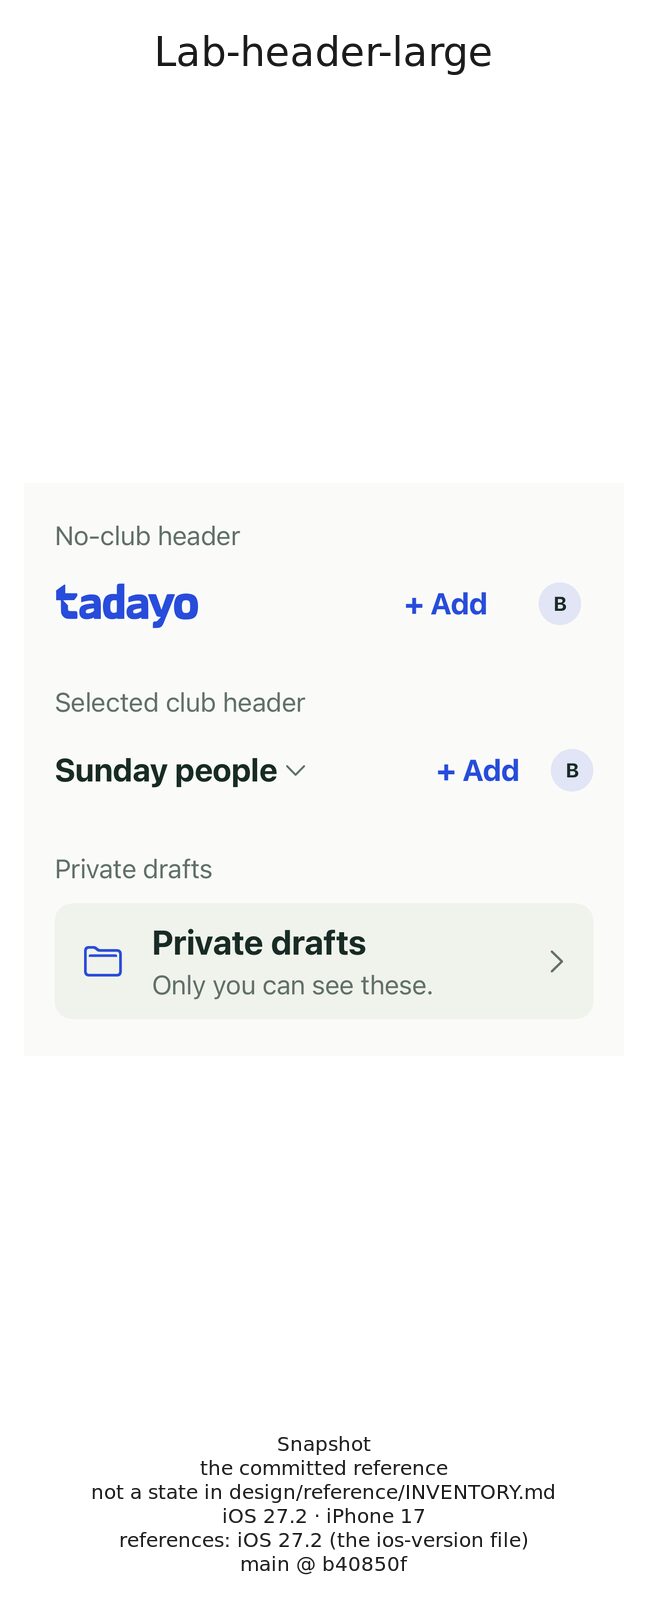 Lab-header-large
No-club header
tadayo
+ Add
B
Selected club header
Sunday people
+ Add
B
Private drafts
Private drafts
Only you can see these.
Snapshot
the committed reference
not a state in design/reference/INVENTORY.md
iOS 27.2 · iPhone 17
references: iOS 27.2 (the ios-version file)
main @ b40850f